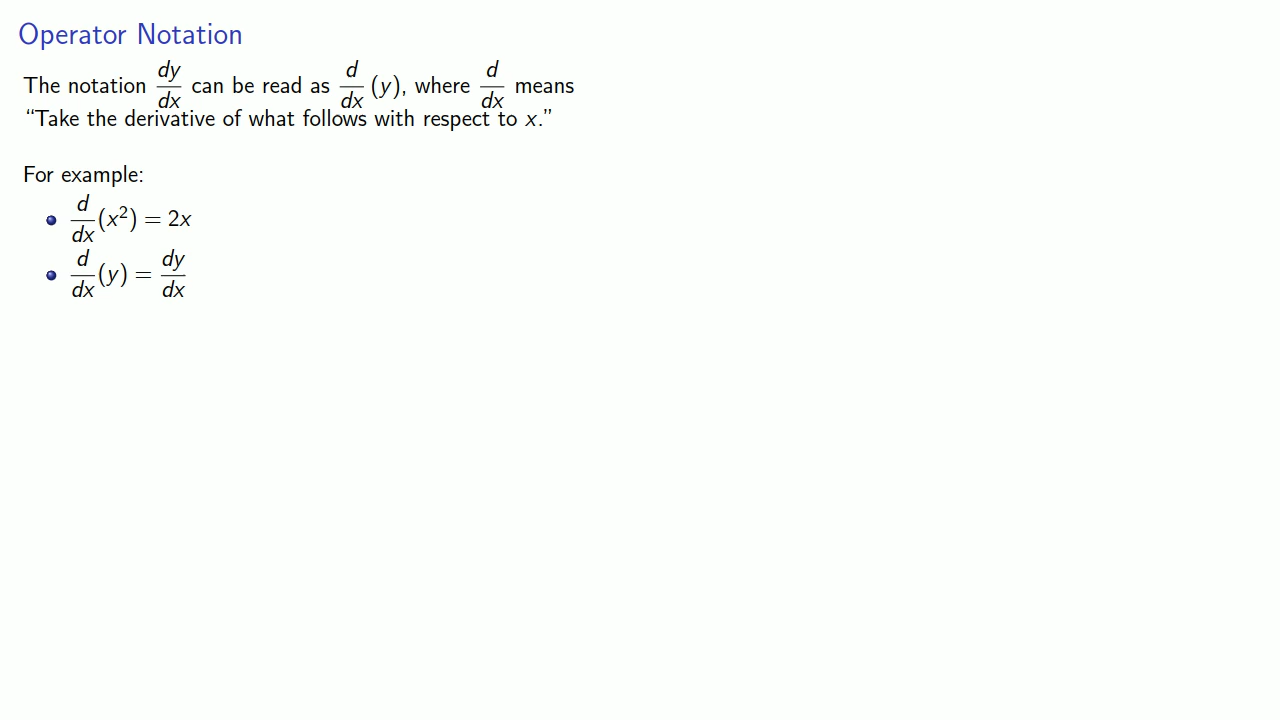 Operator Notation
The notation dy/dx can be read as d/dx (y), where d/dx means
“Take the derivative of what follows with respect to x.”
For example:
d/dx(x²) = 2x
d/dx(y) = dy/dx